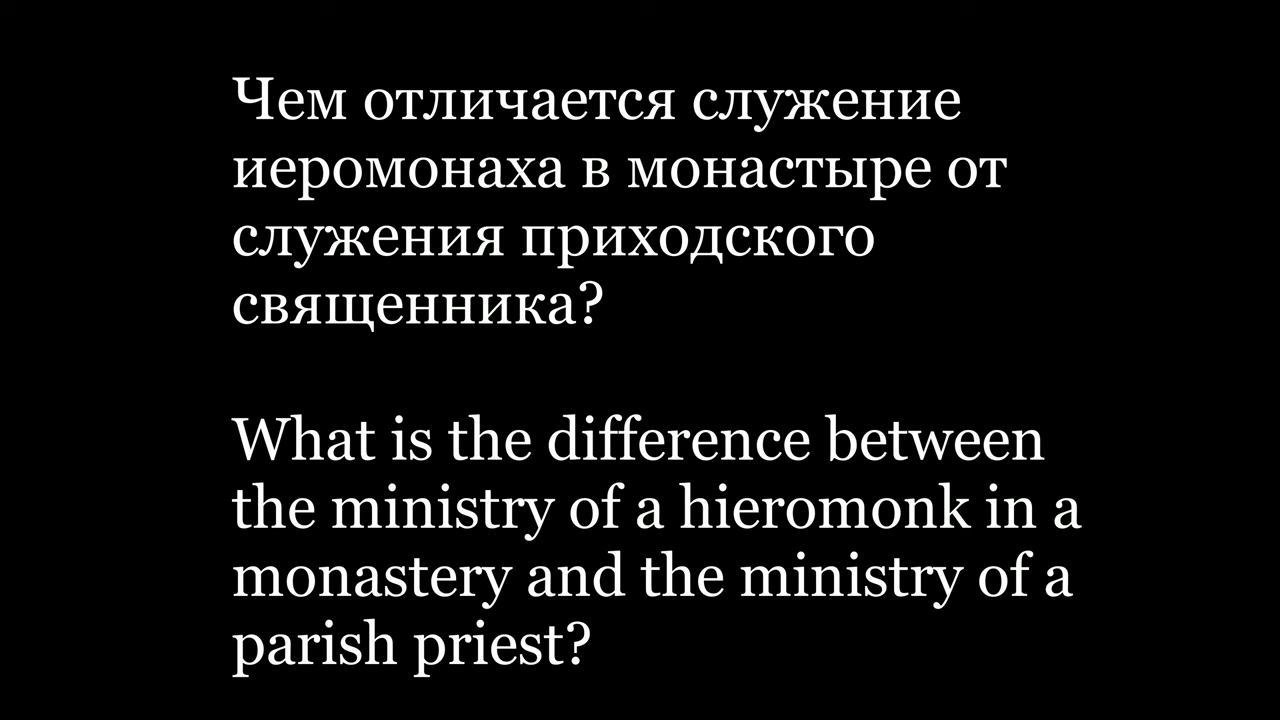 Чем отличается служение
иеромонаха в монастыре от
служения приходского
священника?
What is the difference between
the ministry of a hieromonk in a
monastery and the ministry of a
parish priest?